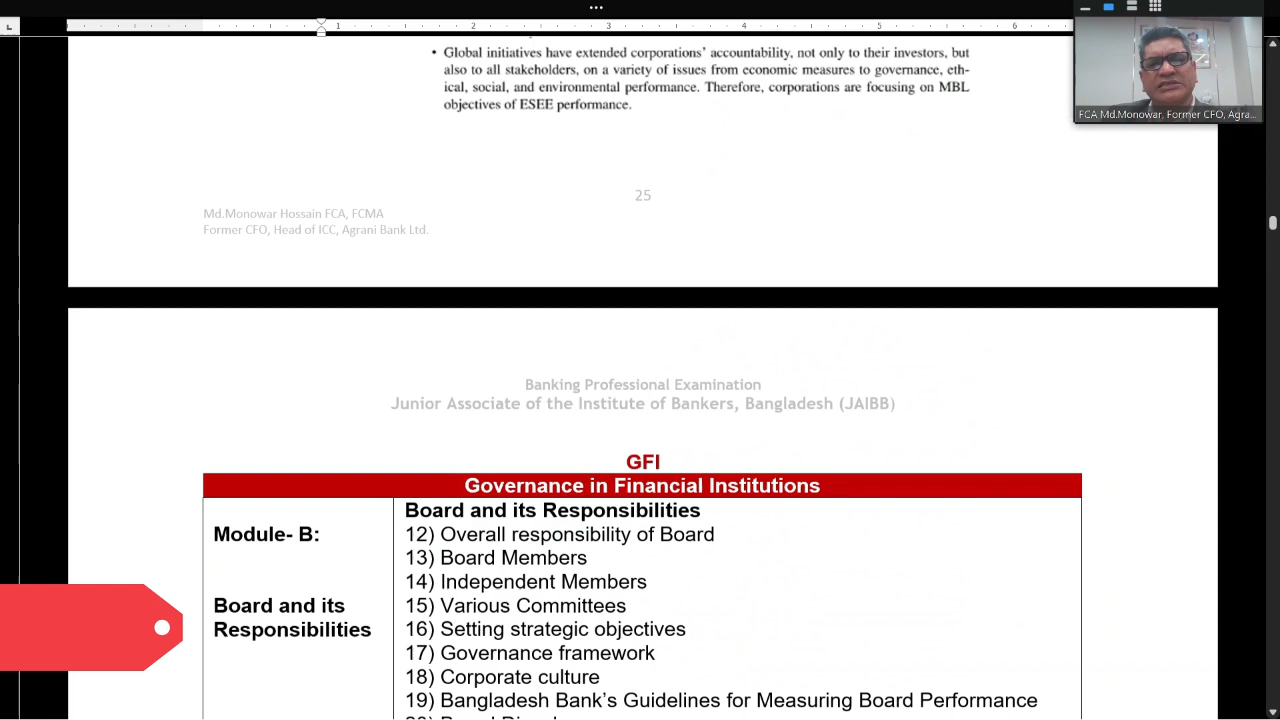 1 2 3 4 5 6
• Global initiatives have extended corporations' accountability, not only to their investors, but
also to all stakeholders, on a variety of issues from economic measures to governance, eth-
ical, social, and environmental performance. Therefore, corporations are focusing on MBL
objectives of ESEE performance.
FCA Md.Monowar, Former CFO, Agra...
25
Md.Monowar Hossain FCA, FCMA
Former CFO, Head of ICC, Agrani Bank Ltd.
Banking Professional Examination
Junior Associate of the Institute of Bankers, Bangladesh (JAIBB)
GFI
Governance in Financial Institutions
Board and its Responsibilities
Module- B:
12) Overall responsibility of Board
13) Board Members
14) Independent Members
Board and its
Responsibilities
15) Various Committees
16) Setting strategic objectives
17) Governance framework
18) Corporate culture
19) Bangladesh Bank's Guidelines for Measuring Board Performance